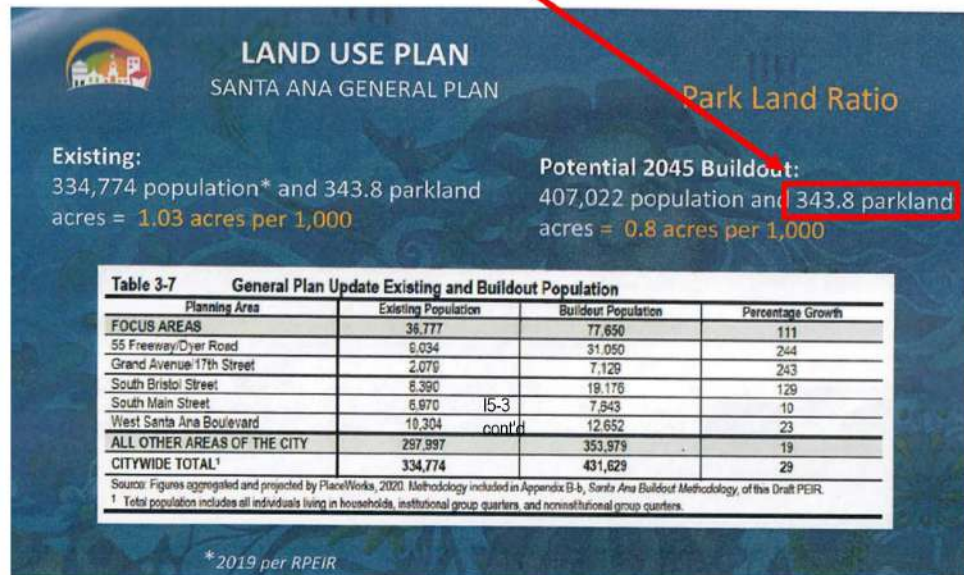 LAND USE PLAN
SANTA ANA GENERAL PLAN
Park Land Ratio
Existing:
334,774 population* and 343.8 parkland
acres = 1.03 acres per 1,000
Potential 2045 Buildout:
407,022 population and 343.8 parkland
acres = 0.8 acres per 1,000
Table 3-7 General Plan Update Existing and Buildout Population
Planning Area Existing Population Buildout Population Percentage Growth
FOCUS AREAS 36,777 77,650 111
55 Freeway/Dyer Road 9,034 31,050 244
Grand Avenue/17th Street 2,079 7,129 243
South Bristol Street 8,390 19,176 129
South Main Street 6,970 I5-3 7,643 10
West Santa Ana Boulevard 10,304 cont'd 12,652 23
ALL OTHER AREAS OF THE CITY 297,997 353,979 19
CITYWIDE TOTAL¹ 334,774 431,629 29
Source: Figures aggregated and projected by PlaceWorks, 2020. Methodology included in Appendix B-b, Santa Ana Buildout Methodology, of this Draft PEIR.
¹ Total population includes all individuals living in households, institutional group quarters, and noninstitutional group quarters.
*2019 per RPEIR